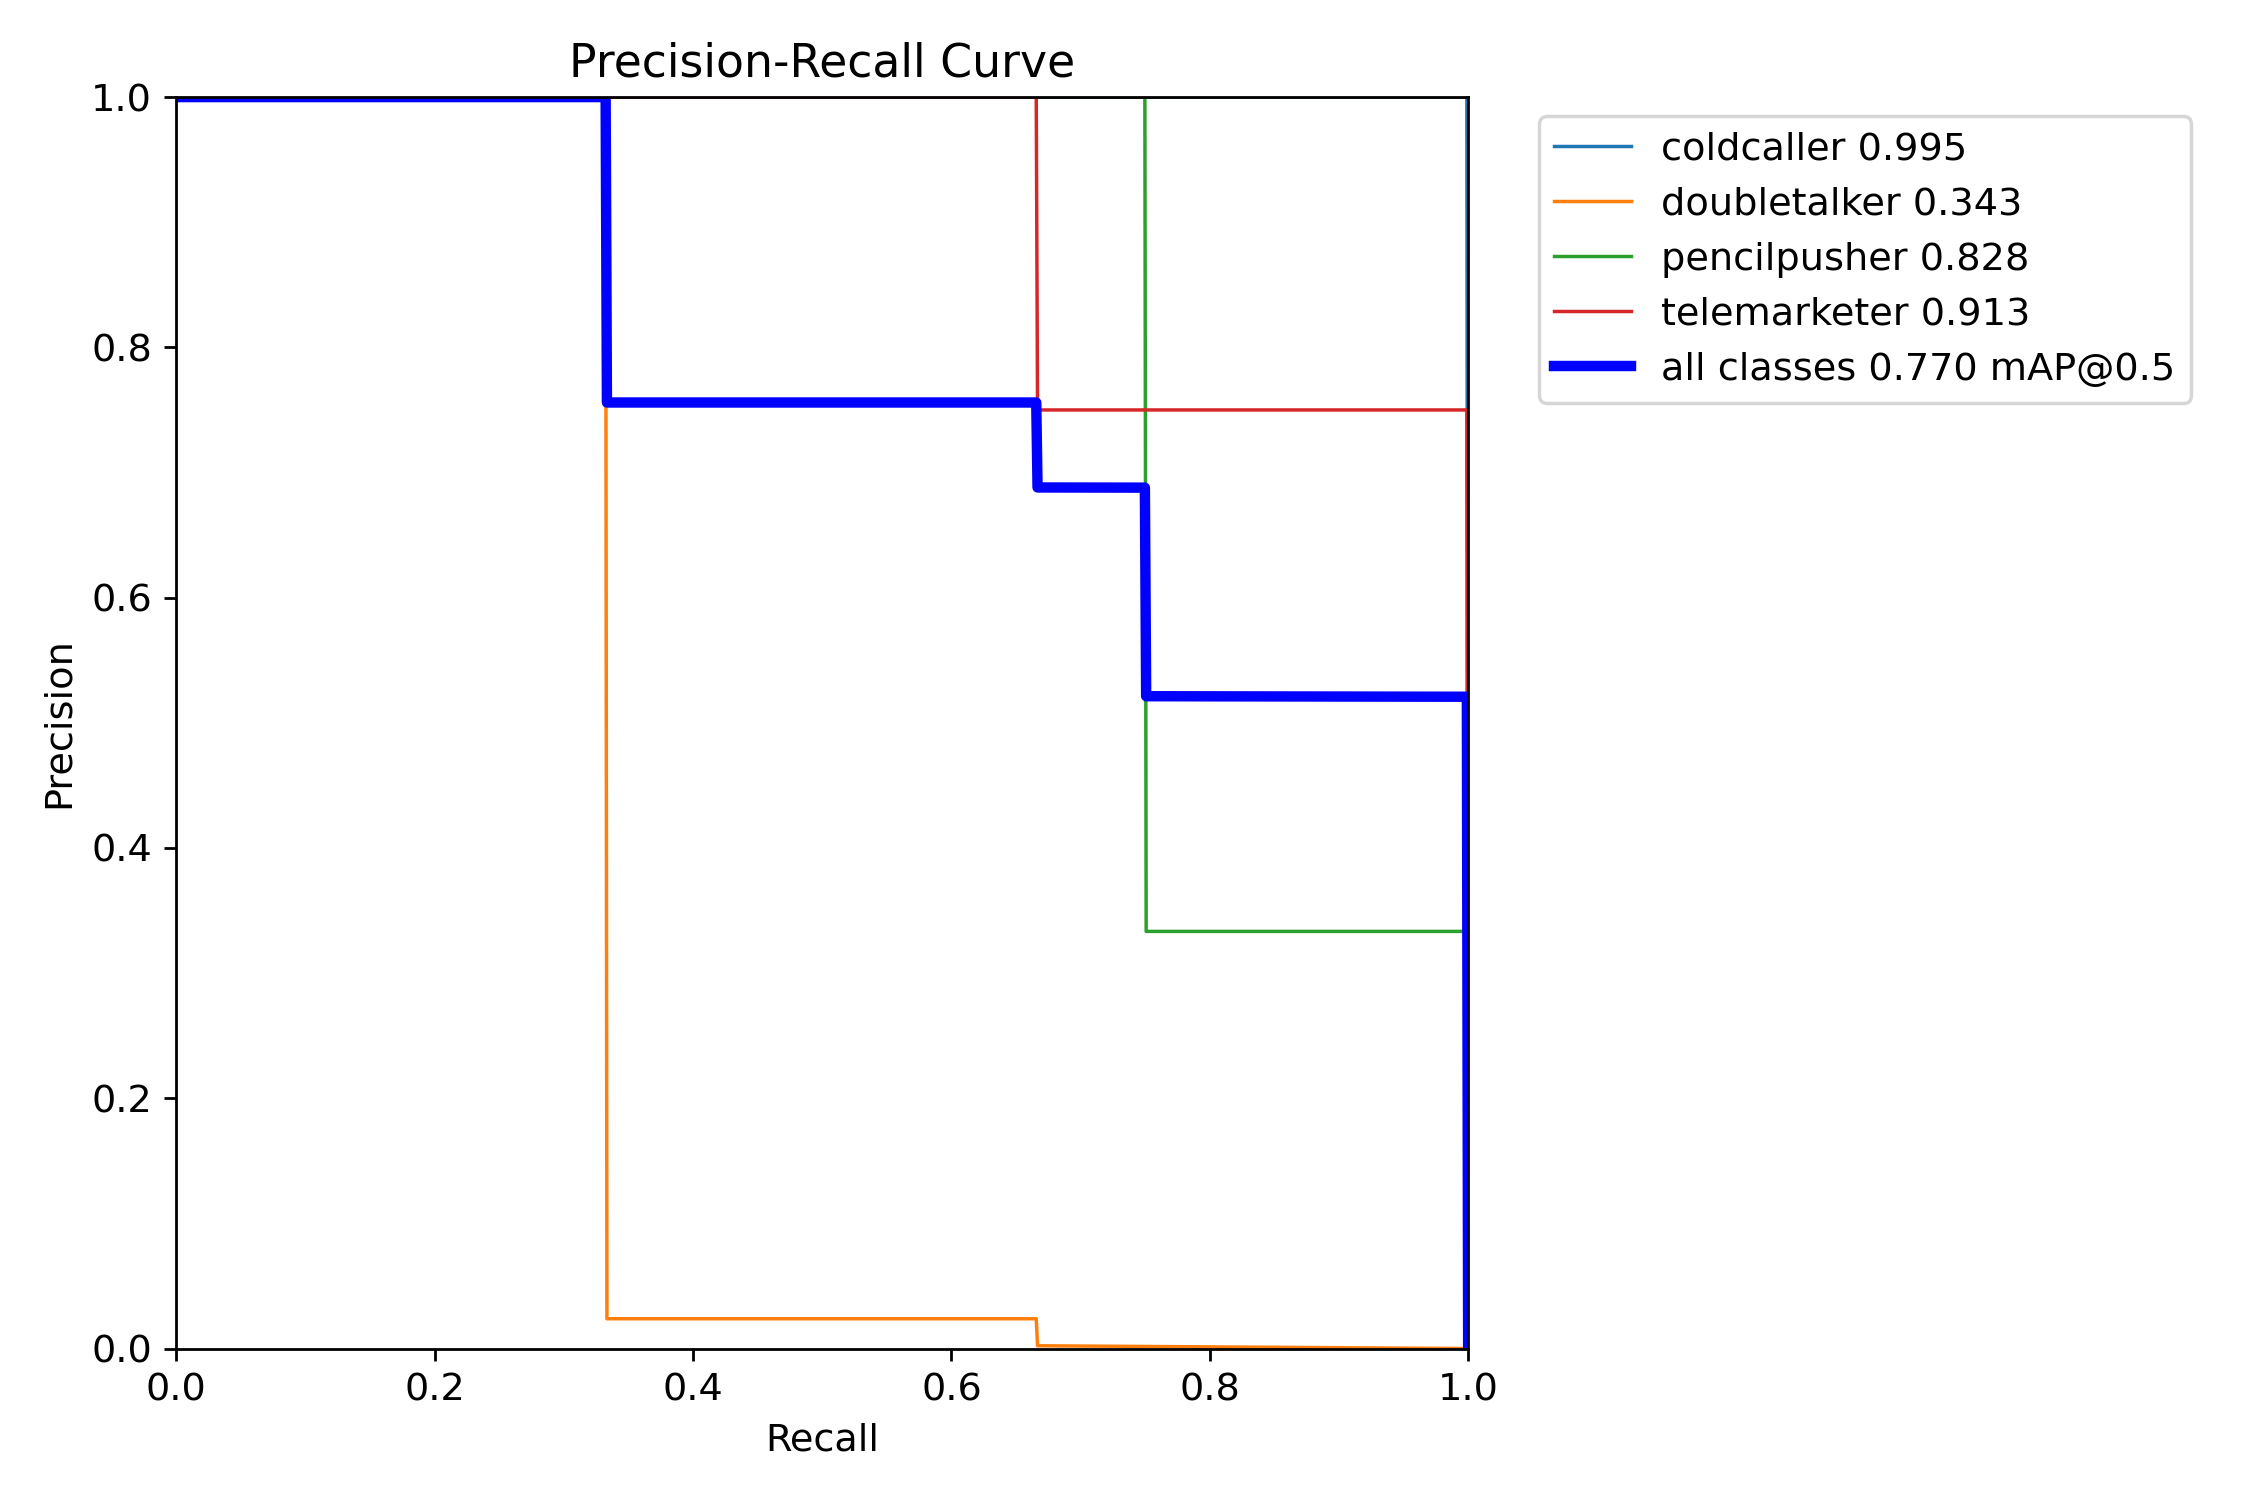 Precision-Recall Curve
1.0
0.8
0.6
0.4
0.2
0.0
Precision
0.0 0.2 0.4 0.6 0.8 1.0
Recall
coldcaller 0.995
doubletalker 0.343
pencilpusher 0.828
telemarketer 0.913
all classes 0.770 mAP@0.5